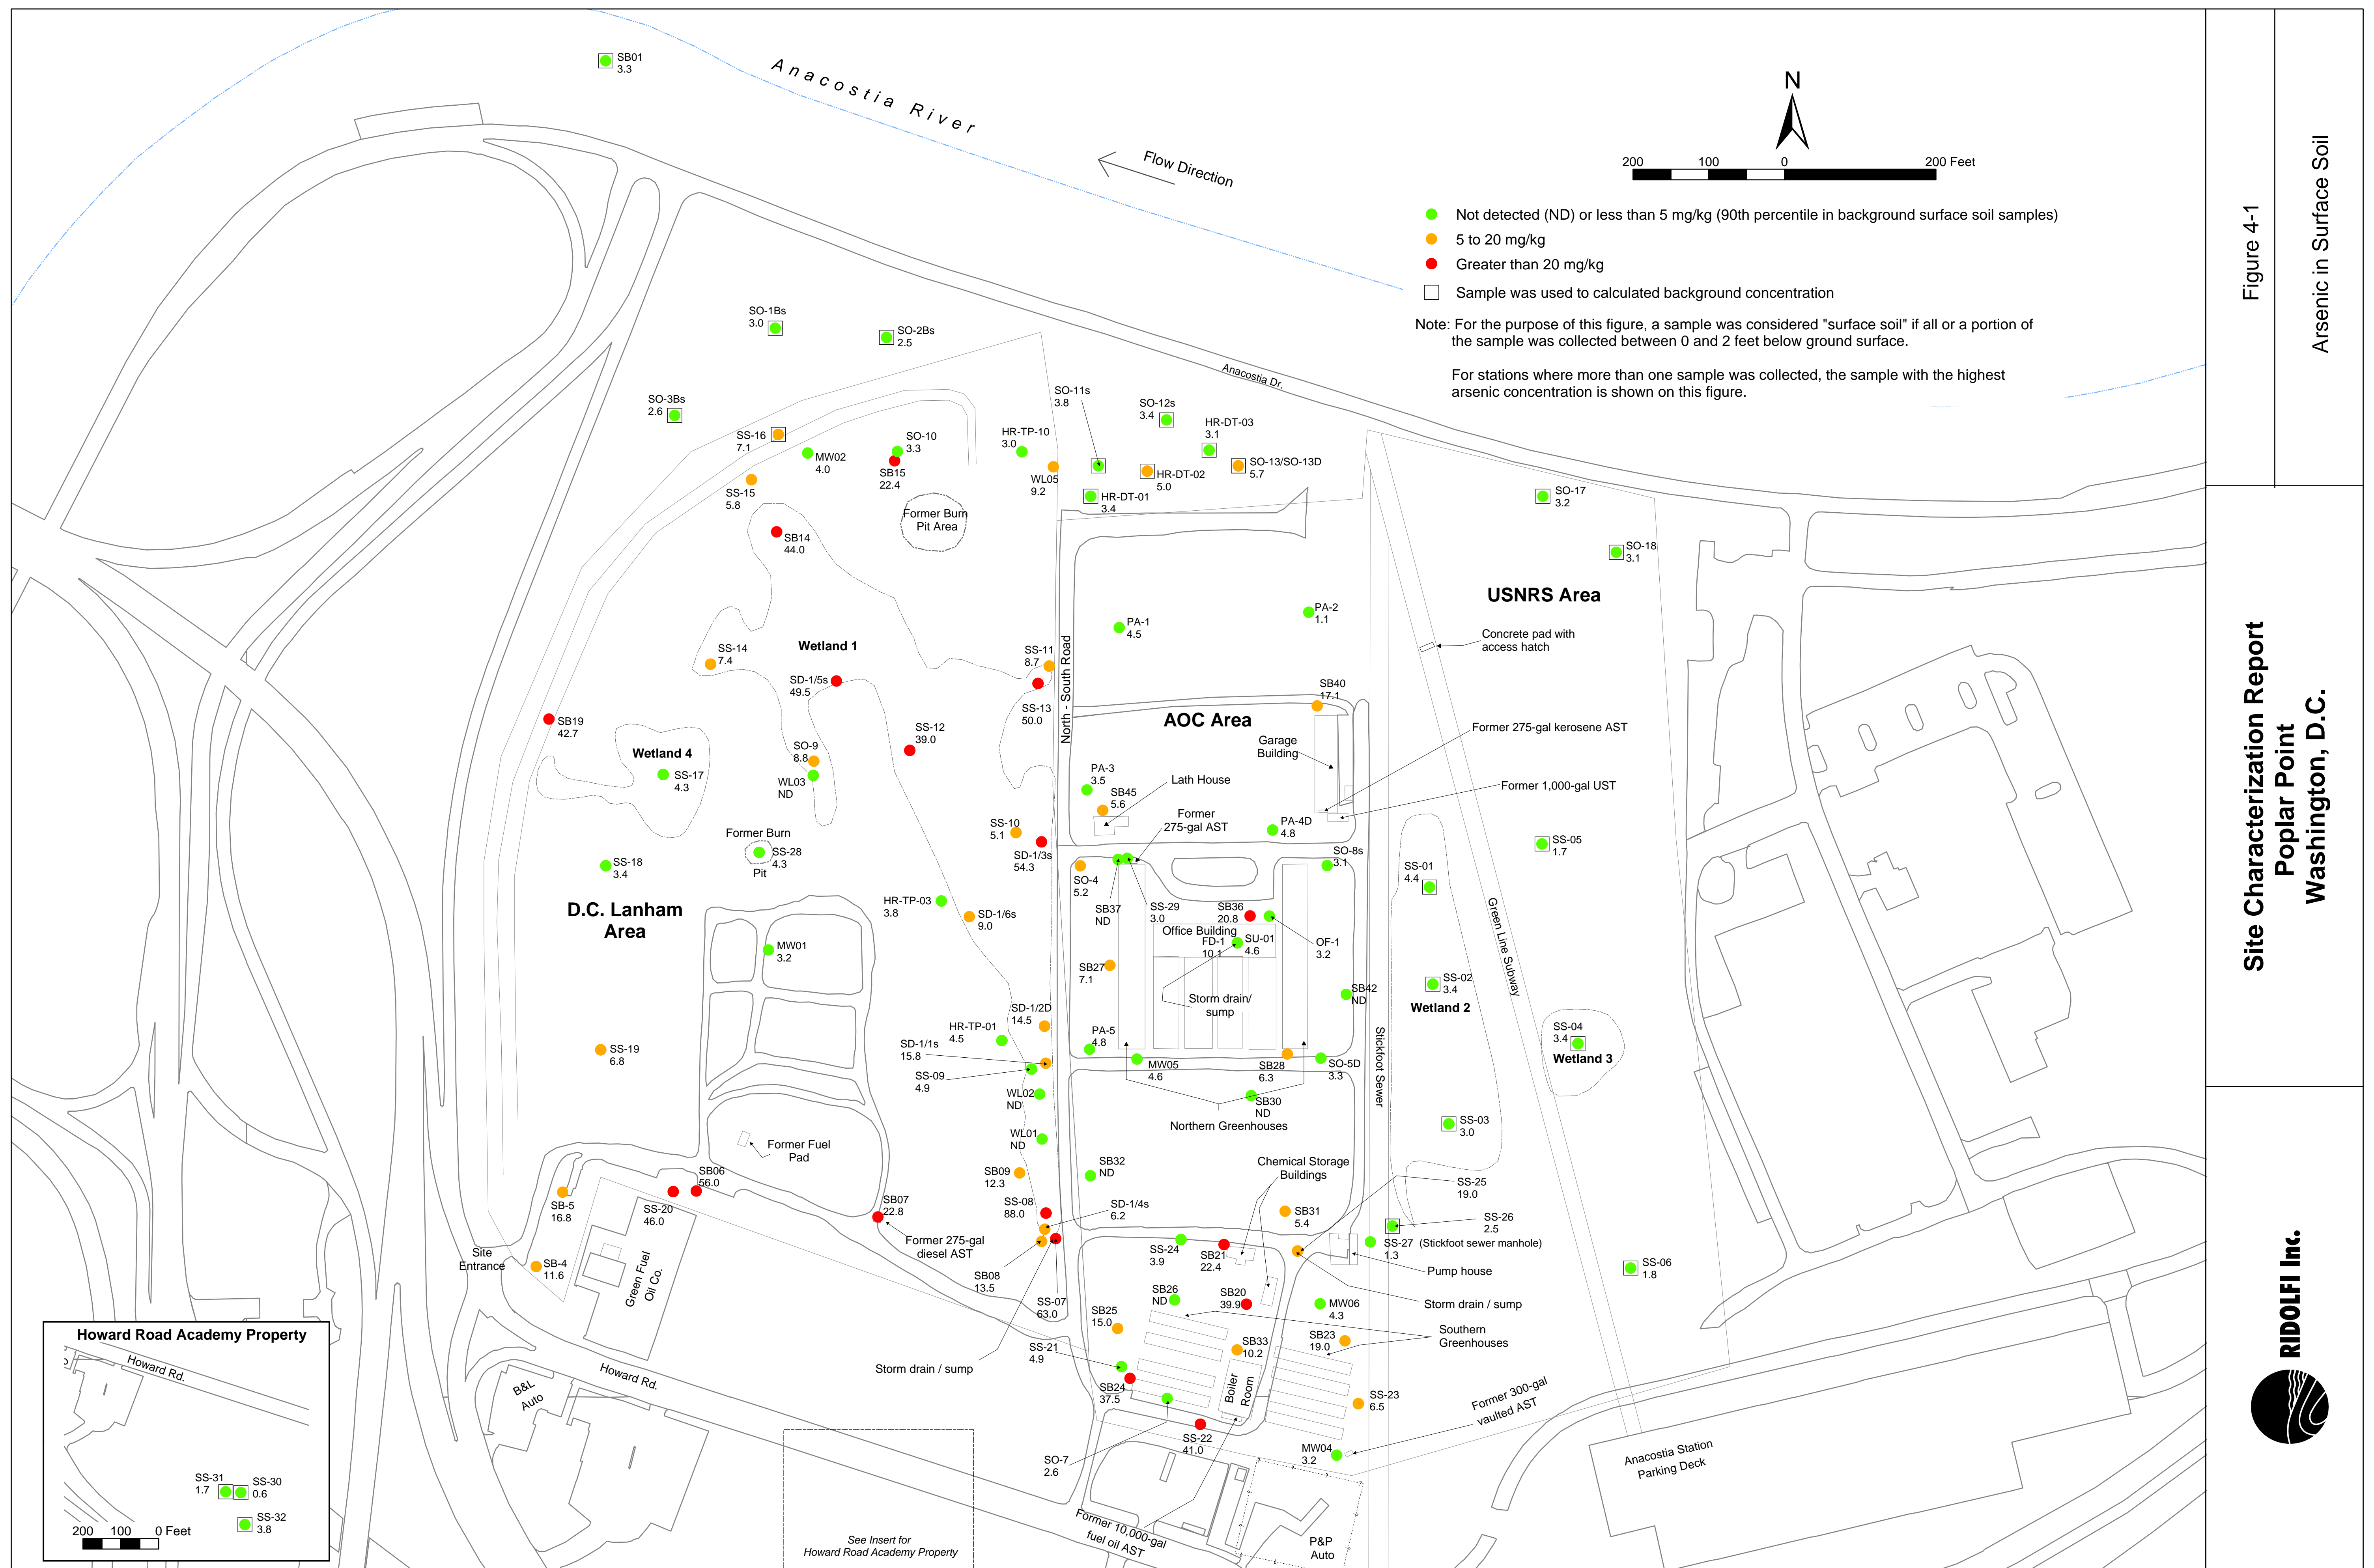 SB01
3.3
Anacostia River
Flow Direction
N
200 100 0 200 Feet
Not detected (ND) or less than 5 mg/kg (90th percentile in background surface soil samples)
5 to 20 mg/kg
Greater than 20 mg/kg
Sample was used to calculated background concentration
Note: For the purpose of this figure, a sample was considered "surface soil" if all or a portion of
the sample was collected between 0 and 2 feet below ground surface.
For stations where more than one sample was collected, the sample with the highest
arsenic concentration is shown on this figure.
Anacostia Dr.
SO-1Bs
3.0
SO-2Bs
2.5
SO-3Bs
2.6
SS-16
7.1
MW02
4.0
SO-10
3.3
SB15
22.4
SS-15
5.8
SB14
44.0
Former Burn
Pit Area
HR-TP-10
3.0
WL05
9.2
SO-11s
3.8
SO-12s
3.4
HR-DT-03
3.1
HR-DT-02
5.0
SO-13/SO-13D
5.7
HR-DT-01
3.4
SO-17
3.2
SO-18
3.1
USNRS Area
PA-1
4.5
PA-2
1.1
Concrete pad with
access hatch
SS-14
7.4
Wetland 1
SD-1/5s
49.5
SS-11
8.7
SS-13
50.0
North - South Road
SB19
42.7
Wetland 4
SS-17
4.3
SO-9
8.8
WL03
ND
SS-12
39.0
AOC Area
SB40
17.1
Garage
Building
Former 275-gal kerosene AST
Former 1,000-gal UST
PA-3
3.5
SB45
5.6
Lath House
Former
275-gal AST
PA-4D
4.8
SS-10
5.1
SD-1/3s
54.3
Former Burn
SS-28
4.3
Pit
SS-18
3.4
SO-4
5.2
SB37
ND
SS-29
3.0
SO-8s
3.1
SS-01
4.4
SS-05
1.7
D.C. Lanham
Area
HR-TP-03
3.8
SD-1/6s
9.0
SB36
20.8
Office Building
FD-1
10.1
SU-01
4.6
OF-1
3.2
Green Line Subway
MW01
3.2
SB27
7.1
Storm drain/
sump
SB42
ND
SS-02
3.4
Wetland 2
SS-04
3.4
Wetland 3
SS-19
6.8
SD-1/2D
14.5
HR-TP-01
4.5
SD-1/1s
15.8
SS-09
4.9
PA-5
4.8
MW05
4.6
SB28
6.3
SO-5D
3.3
Stickfoot Sewer
WL02
ND
SB30
ND
Northern Greenhouses
SS-03
3.0
WL01
ND
Former Fuel
Pad
SB32
ND
Chemical Storage
Buildings
SB09
12.3
SB-5
16.8
SB06
56.0
SS-20
46.0
SB07
22.8
SS-08
88.0
SD-1/4s
6.2
SB31
5.4
SS-25
19.0
SS-26
2.5
SS-27 (Stickfoot sewer manhole)
1.3
Former 275-gal
diesel AST
SS-24
3.9
SB21
22.4
Pump house
SS-06
1.8
Site
Entrance
SB-4
11.6
Green Fuel
Oil Co.
SB08
13.5
SS-07
63.0
SB26
ND
SB20
39.9
MW06
4.3
Storm drain / sump
SB25
15.0
SB33
10.2
SB23
19.0
Southern
Greenhouses
Storm drain / sump
SS-21
4.9
SB24
37.5
Boiler
Room
SS-23
6.5
Former 300-gal
vaulted AST
Howard Rd.
B&L
Auto
SS-22
41.0
SO-7
2.6
MW04
3.2
Anacostia Station
Parking Deck
Former 10,000-gal
fuel oil AST
P&P
Auto
See Insert for
Howard Road Academy Property
Howard Road Academy Property
Howard Rd.
SS-31
1.7
SS-30
0.6
SS-32
3.8
200 100 0 Feet
Figure 4-1
Arsenic in Surface Soil
Site Characterization Report
Poplar Point
Washington, D.C.
RIDOLFI Inc.